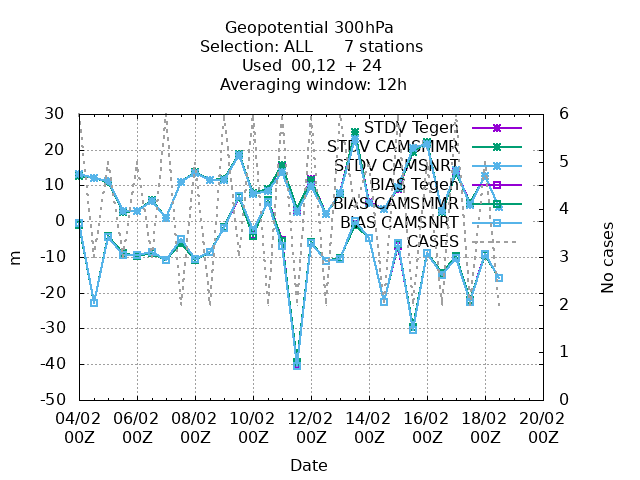 Geopotential 300hPa
Selection: ALL 7 stations
Used 00,12 + 24
Averaging window: 12h
30 6
20 5
10 4
0
-10 3
-20 2
-30 1
-40
-50 0
STDV Tegen
STDV CAMSMMR
STDV CAMSNRT
BIAS Tegen
BIAS CAMSMMR
BIAS CAMSNRT
CASES
m
No cases
04/02 06/02 08/02 10/02 12/02 14/02 16/02 18/02 20/02
00Z 00Z 00Z 00Z 00Z 00Z 00Z 00Z 00Z
Date